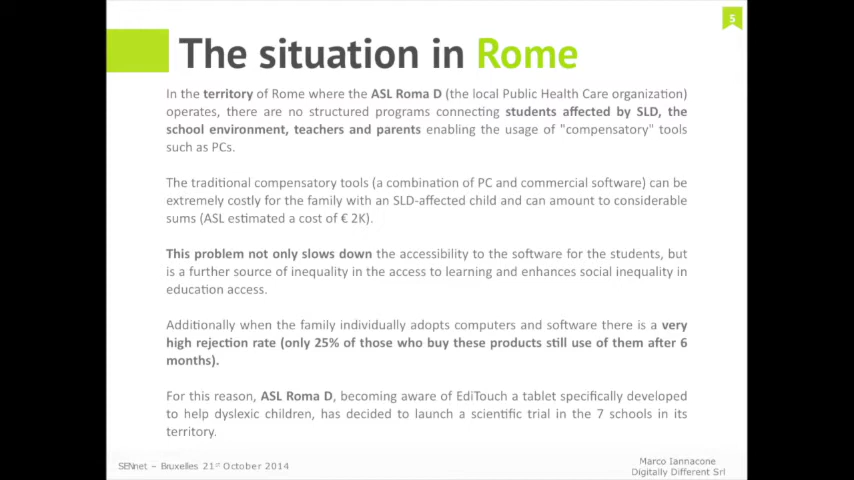 5
The situation in Rome
In the territory of Rome where the ASL Roma D (the local Public Health Care organization)
operates, there are no structured programs connecting students affected by SLD, the
school environment, teachers and parents enabling the usage of "compensatory" tools
such as PCs.
The traditional compensatory tools (a combination of PC and commercial software) can be
extremely costly for the family with an SLD-affected child and can amount to considerable
sums (ASL estimated a cost of € 2K).
This problem not only slows down the accessibility to the software for the students, but
is a further source of inequality in the access to learning and enhances social inequality in
education access.
Additionally when the family individually adopts computers and software there is a very
high rejection rate (only 25% of those who buy these products still use of them after 6
months).
For this reason, ASL Roma D, becoming aware of EdiTouch a tablet specifically developed
to help dyslexic children, has decided to launch a scientific trial in the 7 schools in its
territory.
SENnet – Bruxelles 21st October 2014
Marco Iannacone
Digitally Different Srl